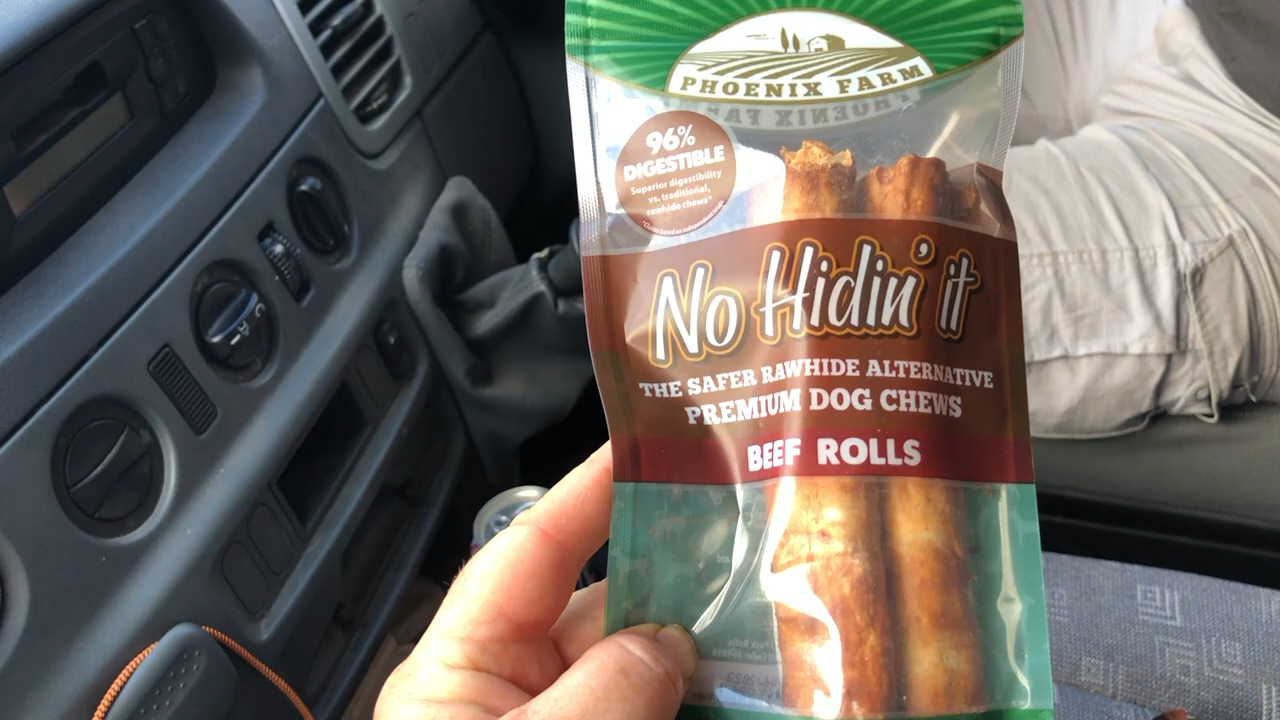 PHOENIX FARM
96%
DIGESTIBLE
Superior digestibility
vs. traditional
rawhide chews*
No Hidin' it
THE SAFER RAWHIDE ALTERNATIVE
PREMIUM DOG CHEWS
BEEF ROLLS